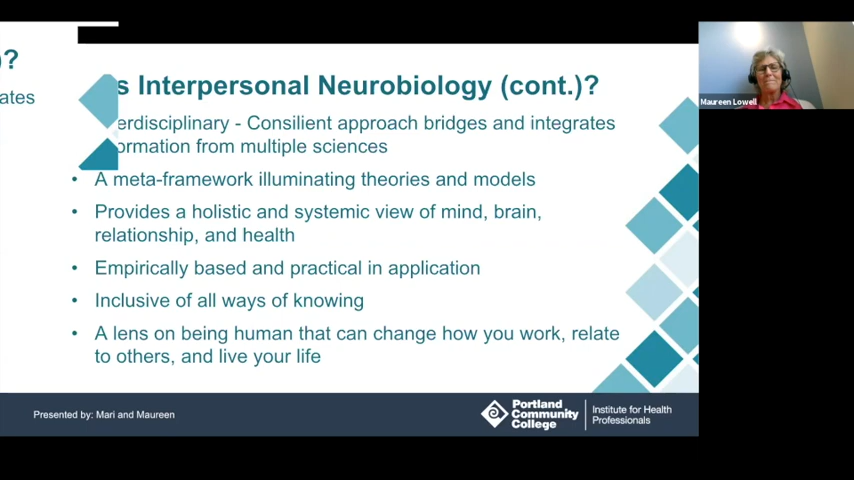 )?
ates
s Interpersonal Neurobiology (cont.)?
erdisciplinary - Consilient approach bridges and integrates
ormation from multiple sciences
• A meta-framework illuminating theories and models
• Provides a holistic and systemic view of mind, brain,
relationship, and health
• Empirically based and practical in application
• Inclusive of all ways of knowing
• A lens on being human that can change how you work, relate
to others, and live your life
Presented by: Mari and Maureen
Portland
Community
College
Institute for Health
Professionals
Maureen Lowell